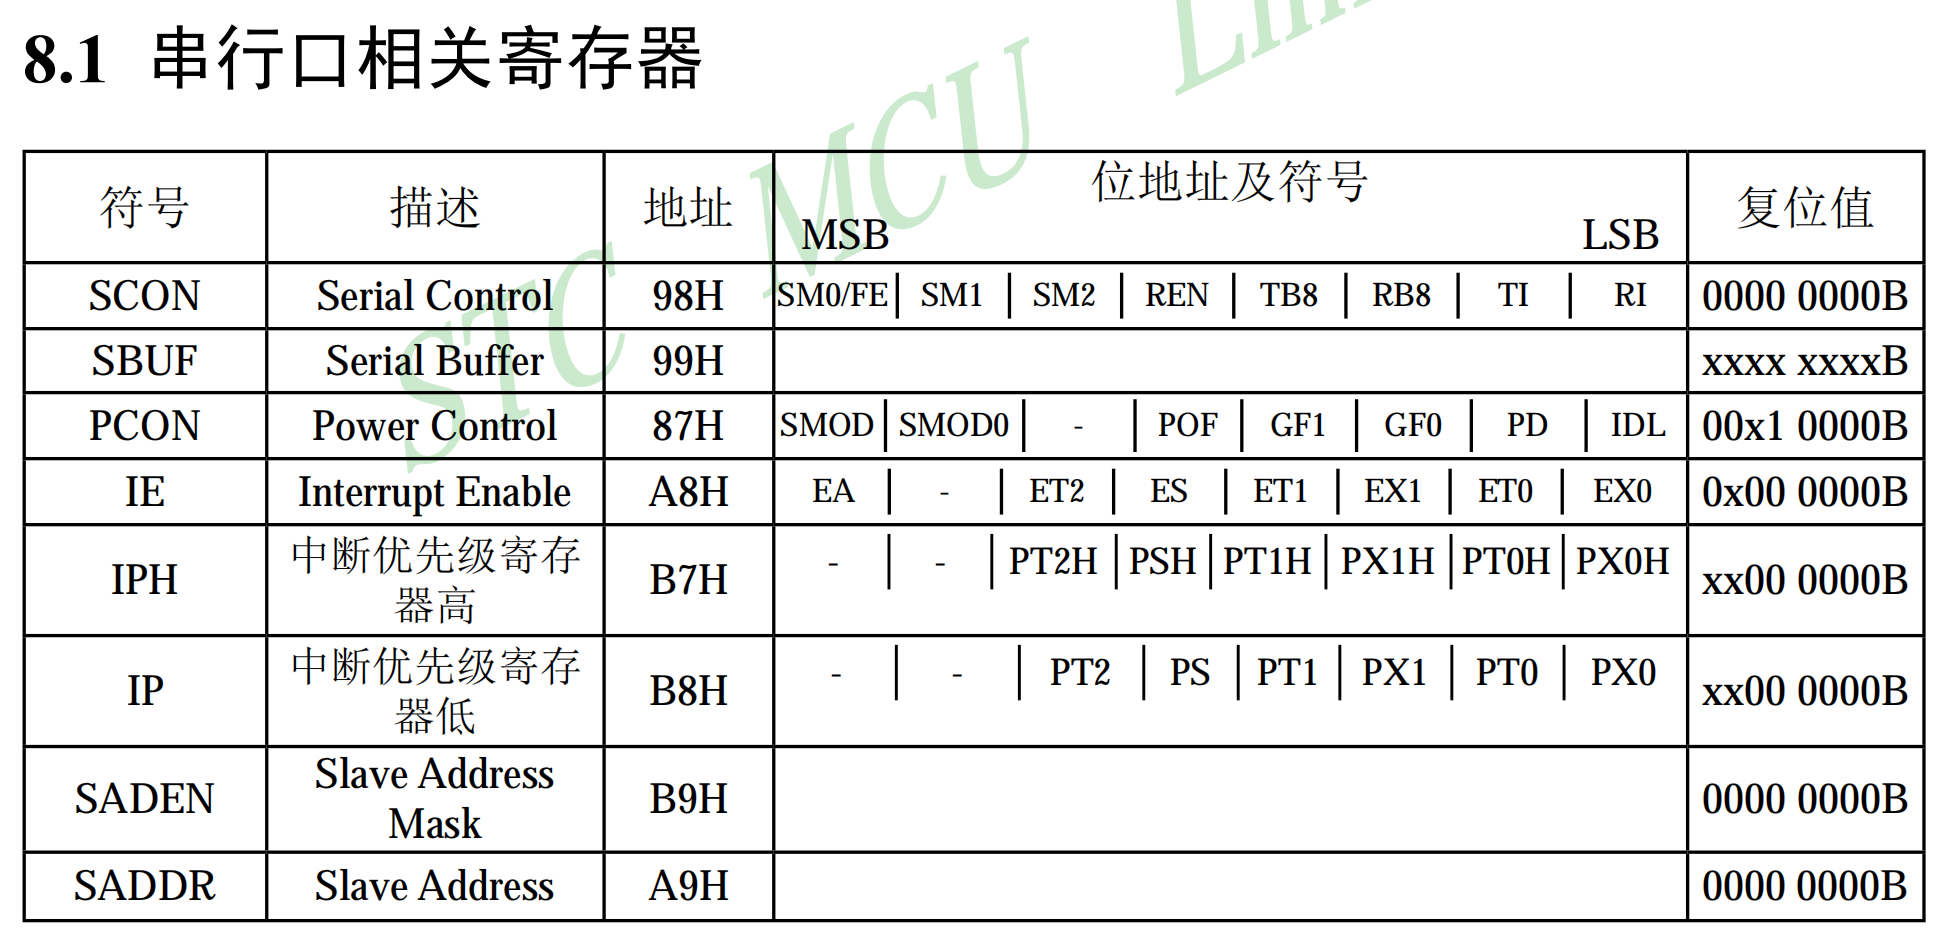 8.1 串行口相关寄存器
STC MCU
符号 描述 地址 位地址及符号 复位值
MSB LSB
SCON Serial Control 98H SM0/FE SM1 SM2 REN TB8 RB8 TI RI 0000 0000B
SBUF Serial Buffer 99H xxxx xxxxB
PCON Power Control 87H SMOD SMOD0 - POF GF1 GF0 PD IDL 00x1 0000B
IE Interrupt Enable A8H EA - ET2 ES ET1 EX1 ET0 EX0 0x00 0000B
IPH 中断优先级寄存 B7H - - PT2H PSH PT1H PX1H PT0H PX0H xx00 0000B
器高
IP 中断优先级寄存 B8H - - PT2 PS PT1 PX1 PT0 PX0 xx00 0000B
器低
SADEN Slave Address B9H 0000 0000B
Mask
SADDR Slave Address A9H 0000 0000B